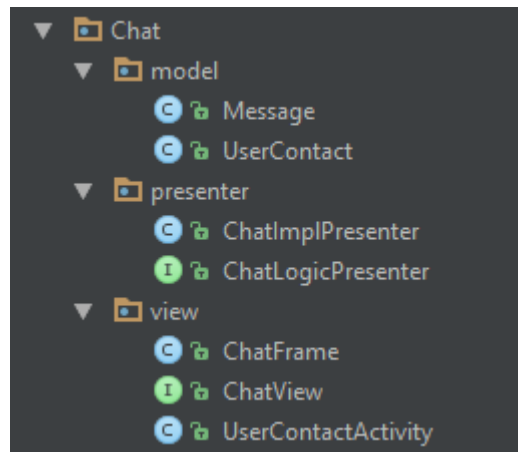 Chat
model
C Message
C UserContact
presenter
C ChatImplPresenter
I ChatLogicPresenter
view
C ChatFrame
I ChatView
C UserContactActivity